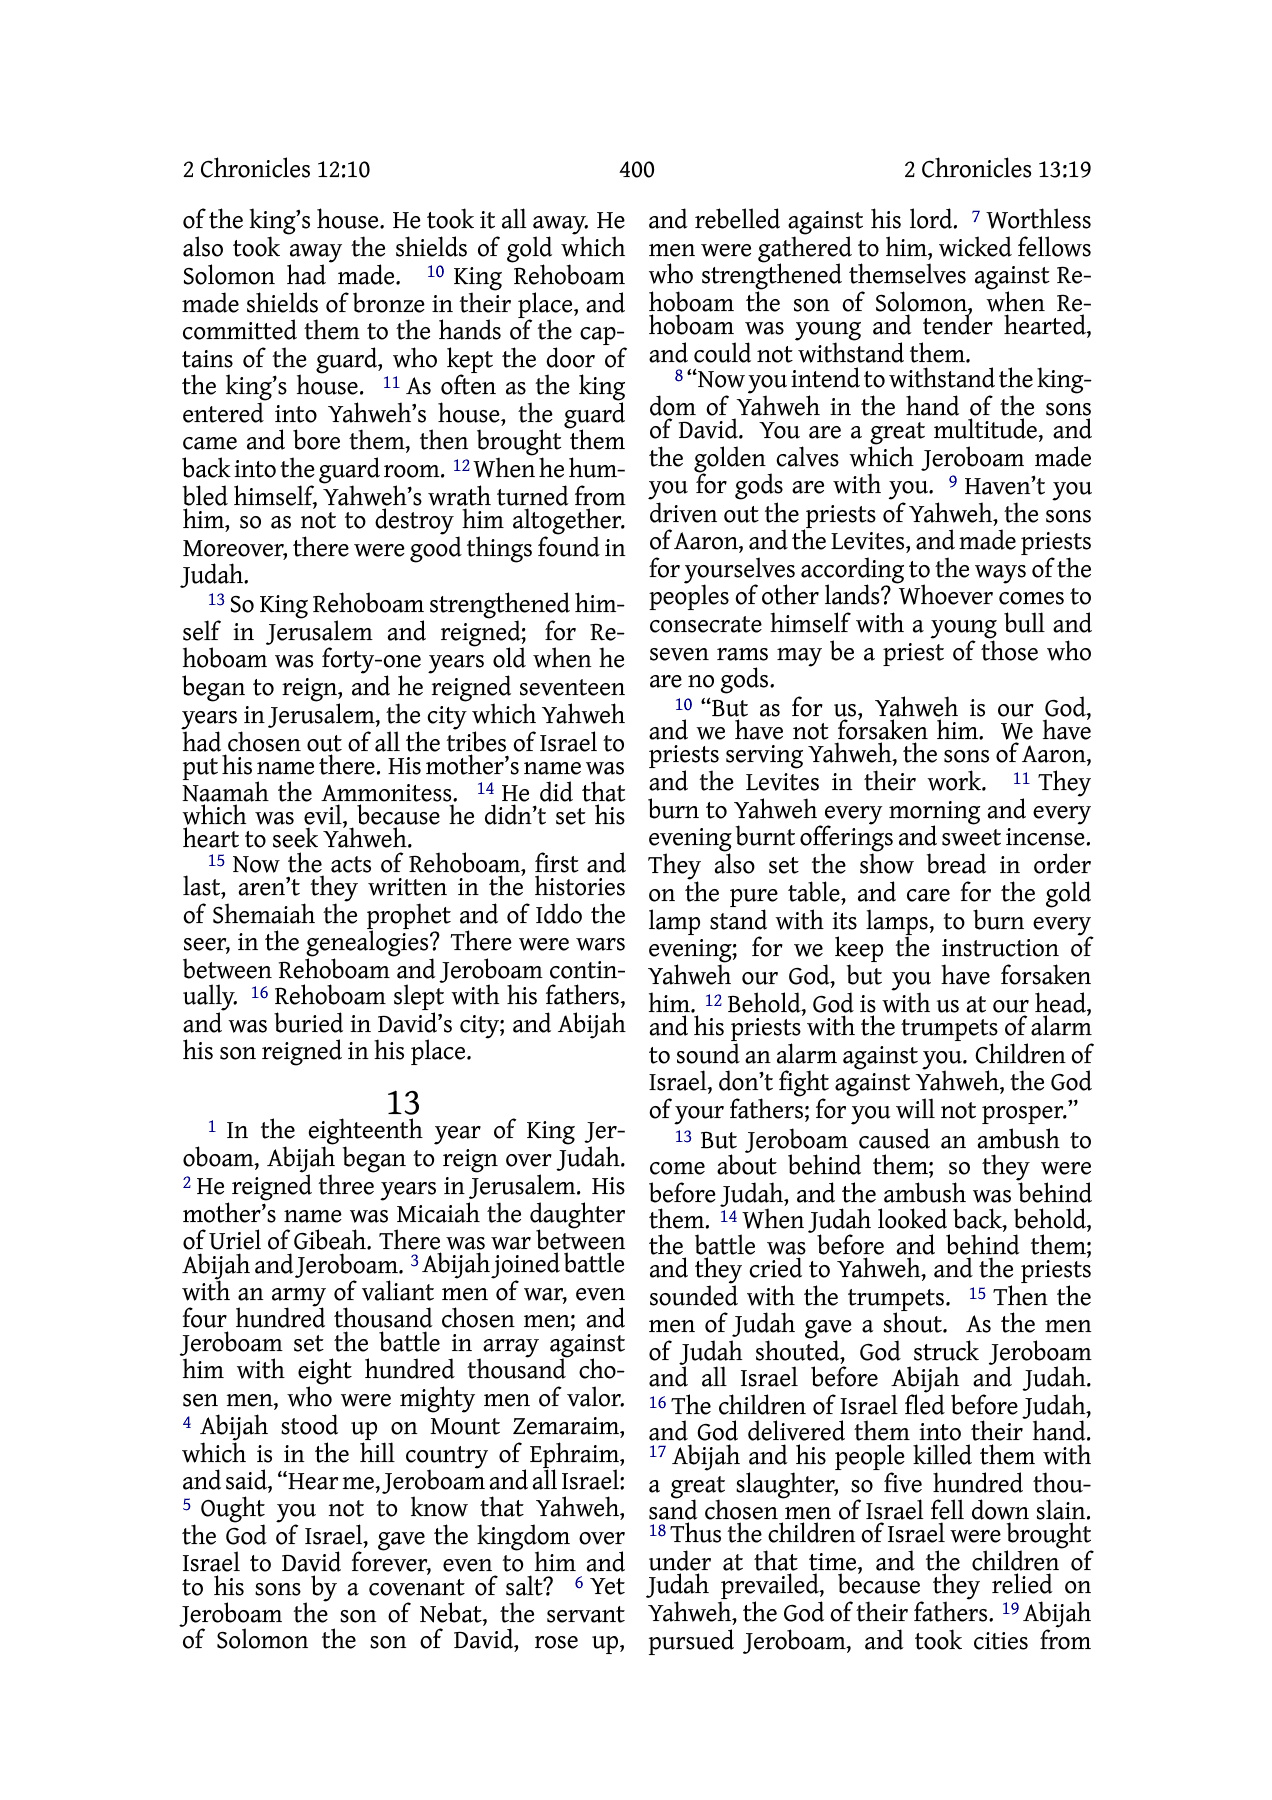 2 Chronicles 12:10
400
2 Chronicles 13:19
of the king’s house. He took it all away. He
also took away the shields of gold which
Solomon had made. 10 King Rehoboam
made shields of bronze in their place, and
committed them to the hands of the cap-
tains of the guard, who kept the door of
the king’s house. 11 As often as the king
entered into Yahweh’s house, the guard
came and bore them, then brought them
back into the guard room. 12 When he hum-
bled himself, Yahweh’s wrath turned from
him, so as not to destroy him altogether.
Moreover, there were good things found in
Judah.
13 So King Rehoboam strengthened him-
self in Jerusalem and reigned; for Re-
hoboam was forty-one years old when he
began to reign, and he reigned seventeen
years in Jerusalem, the city which Yahweh
had chosen out of all the tribes of Israel to
put his name there. His mother’s name was
Naamah the Ammonitess. 14 He did that
which was evil, because he didn’t set his
heart to seek Yahweh.
15 Now the acts of Rehoboam, first and
last, aren’t they written in the histories
of Shemaiah the prophet and of Iddo the
seer, in the genealogies? There were wars
between Rehoboam and Jeroboam contin-
ually. 16 Rehoboam slept with his fathers,
and was buried in David’s city; and Abijah
his son reigned in his place.
13
1 In the eighteenth year of King Jer-
oboam, Abijah began to reign over Judah.
2 He reigned three years in Jerusalem. His
mother’s name was Micaiah the daughter
of Uriel of Gibeah. There was war between
Abijah and Jeroboam. 3 Abijah joined battle
with an army of valiant men of war, even
four hundred thousand chosen men; and
Jeroboam set the battle in array against
him with eight hundred thousand cho-
sen men, who were mighty men of valor.
4 Abijah stood up on Mount Zemaraim,
which is in the hill country of Ephraim,
and said, “Hear me, Jeroboam and all Israel:
5 Ought you not to know that Yahweh,
the God of Israel, gave the kingdom over
Israel to David forever, even to him and
to his sons by a covenant of salt? 6 Yet
Jeroboam the son of Nebat, the servant
of Solomon the son of David, rose up,
and rebelled against his lord. 7 Worthless
men were gathered to him, wicked fellows
who strengthened themselves against Re-
hoboam the son of Solomon, when Re-
hoboam was young and tender hearted,
and could not withstand them.
8 “Now you intend to withstand the king-
dom of Yahweh in the hand of the sons
of David. You are a great multitude, and
the golden calves which Jeroboam made
you for gods are with you. 9 Haven’t you
driven out the priests of Yahweh, the sons
of Aaron, and the Levites, and made priests
for yourselves according to the ways of the
peoples of other lands? Whoever comes to
consecrate himself with a young bull and
seven rams may be a priest of those who
are no gods.
10 “But as for us, Yahweh is our God,
and we have not forsaken him. We have
priests serving Yahweh, the sons of Aaron,
and the Levites in their work. 11 They
burn to Yahweh every morning and every
evening burnt offerings and sweet incense.
They also set the show bread in order
on the pure table, and care for the gold
lamp stand with its lamps, to burn every
evening; for we keep the instruction of
Yahweh our God, but you have forsaken
him. 12 Behold, God is with us at our head,
and his priests with the trumpets of alarm
to sound an alarm against you. Children of
Israel, don’t fight against Yahweh, the God
of your fathers; for you will not prosper.”
13 But Jeroboam caused an ambush to
come about behind them; so they were
before Judah, and the ambush was behind
them. 14 When Judah looked back, behold,
the battle was before and behind them;
and they cried to Yahweh, and the priests
sounded with the trumpets. 15 Then the
men of Judah gave a shout. As the men
of Judah shouted, God struck Jeroboam
and all Israel before Abijah and Judah.
16 The children of Israel fled before Judah,
and God delivered them into their hand.
17 Abijah and his people killed them with
a great slaughter, so five hundred thou-
sand chosen men of Israel fell down slain.
18 Thus the children of Israel were brought
under at that time, and the children of
Judah prevailed, because they relied on
Yahweh, the God of their fathers. 19 Abijah
pursued Jeroboam, and took cities from